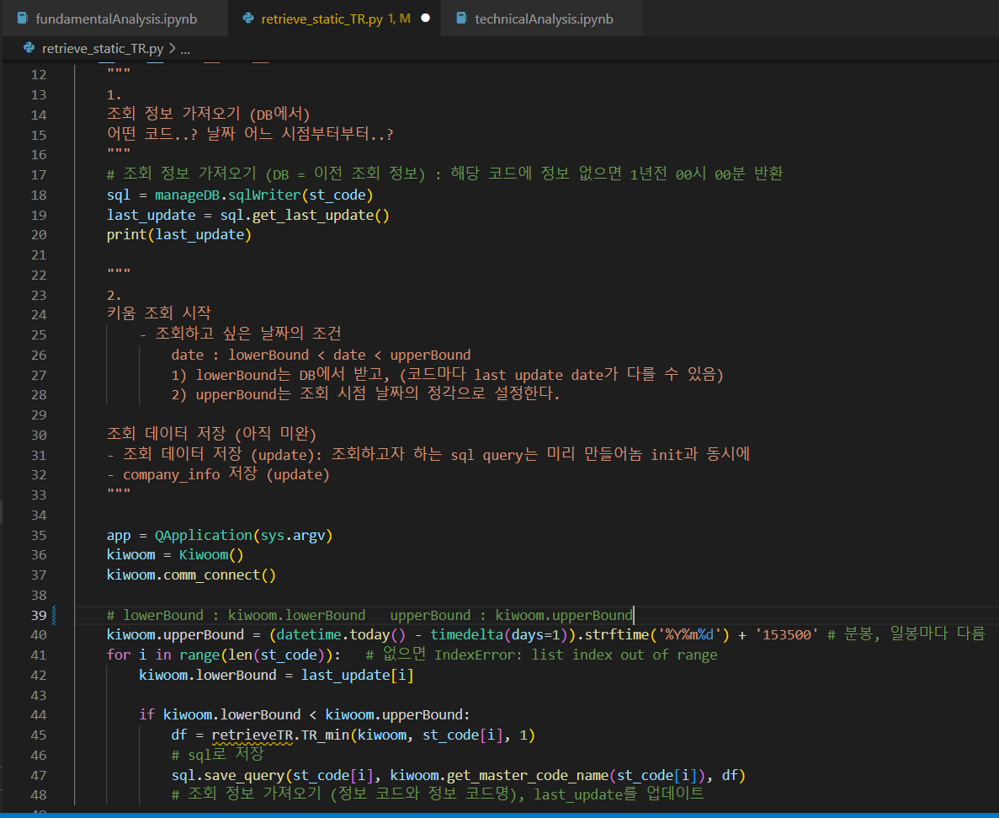 fundamentalAnalysis.ipynb
retrieve_static_TR.py 1, M
technicalAnalysis.ipynb
retrieve_static_TR.py > ...
12 """
13 1.
14 조회 정보 가져오기 (DB에서)
15 어떤 코드..? 날짜 어느 시점부터부터..?
16 """
17 # 조회 정보 가져오기 (DB = 이전 조회 정보) : 해당 코드에 정보 없으면 1년전 00시 00분 반환
18 sql = manageDB.sqlWriter(st_code)
19 last_update = sql.get_last_update()
20 print(last_update)
21
22 """
23 2.
24 키움 조회 시작
25 - 조회하고 싶은 날짜의 조건
26 date : lowerBound < date < upperBound
27 1) lowerBound는 DB에서 받고, (코드마다 last update date가 다를 수 있음)
28 2) upperBound는 조회 시점 날짜의 정각으로 설정한다.
29
30 조회 데이터 저장 (아직 미완)
31 - 조회 데이터 저장 (update): 조회하고자 하는 sql query는 미리 만들어놈 init과 동시에
32 - company_info 저장 (update)
33 """
34
35 app = QApplication(sys.argv)
36 kiwoom = Kiwoom()
37 kiwoom.comm_connect()
38
39 # lowerBound : kiwoom.lowerBound   upperBound : kiwoom.upperBound
40 kiwoom.upperBound = (datetime.today() - timedelta(days=1)).strftime('%Y%m%d') + '153500' # 분봉, 일봉마다 다름
41 for i in range(len(st_code)):   # 없으면 IndexError: list index out of range
42 kiwoom.lowerBound = last_update[i]
43
44 if kiwoom.lowerBound < kiwoom.upperBound:
45 df = retrieveTR.TR_min(kiwoom, st_code[i], 1)
46 # sql로 저장
47 sql.save_query(st_code[i], kiwoom.get_master_code_name(st_code[i]), df)
48 # 조회 정보 가져오기 (정보 코드와 정보 코드명), last_update를 업데이트